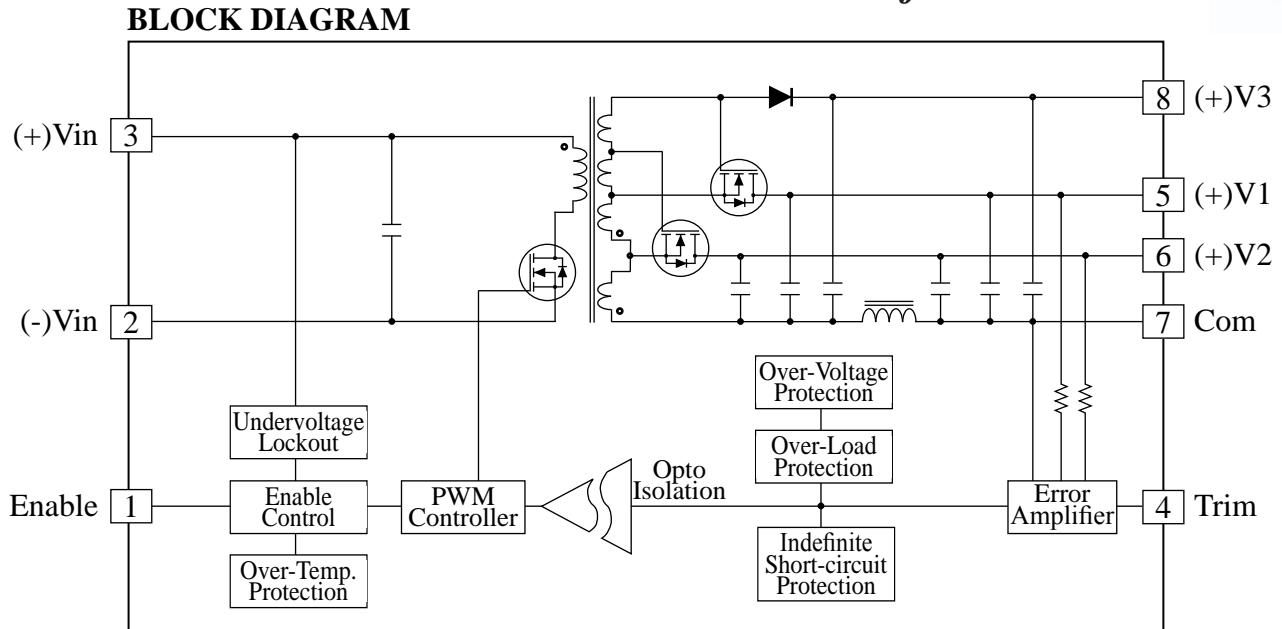 BLOCK DIAGRAM
(+)Vin 3
8 (+)V3
5 (+)V1
6 (+)V2
(-)Vin 2
7 Com
Over-Voltage
Protection
Undervoltage
Lockout
Over-Load
Protection
Opto
Isolation
Enable 1
Enable
Control
PWM
Controller
Error
Amplifier
4 Trim
Over-Temp.
Protection
Indefinite
Short-circuit
Protection